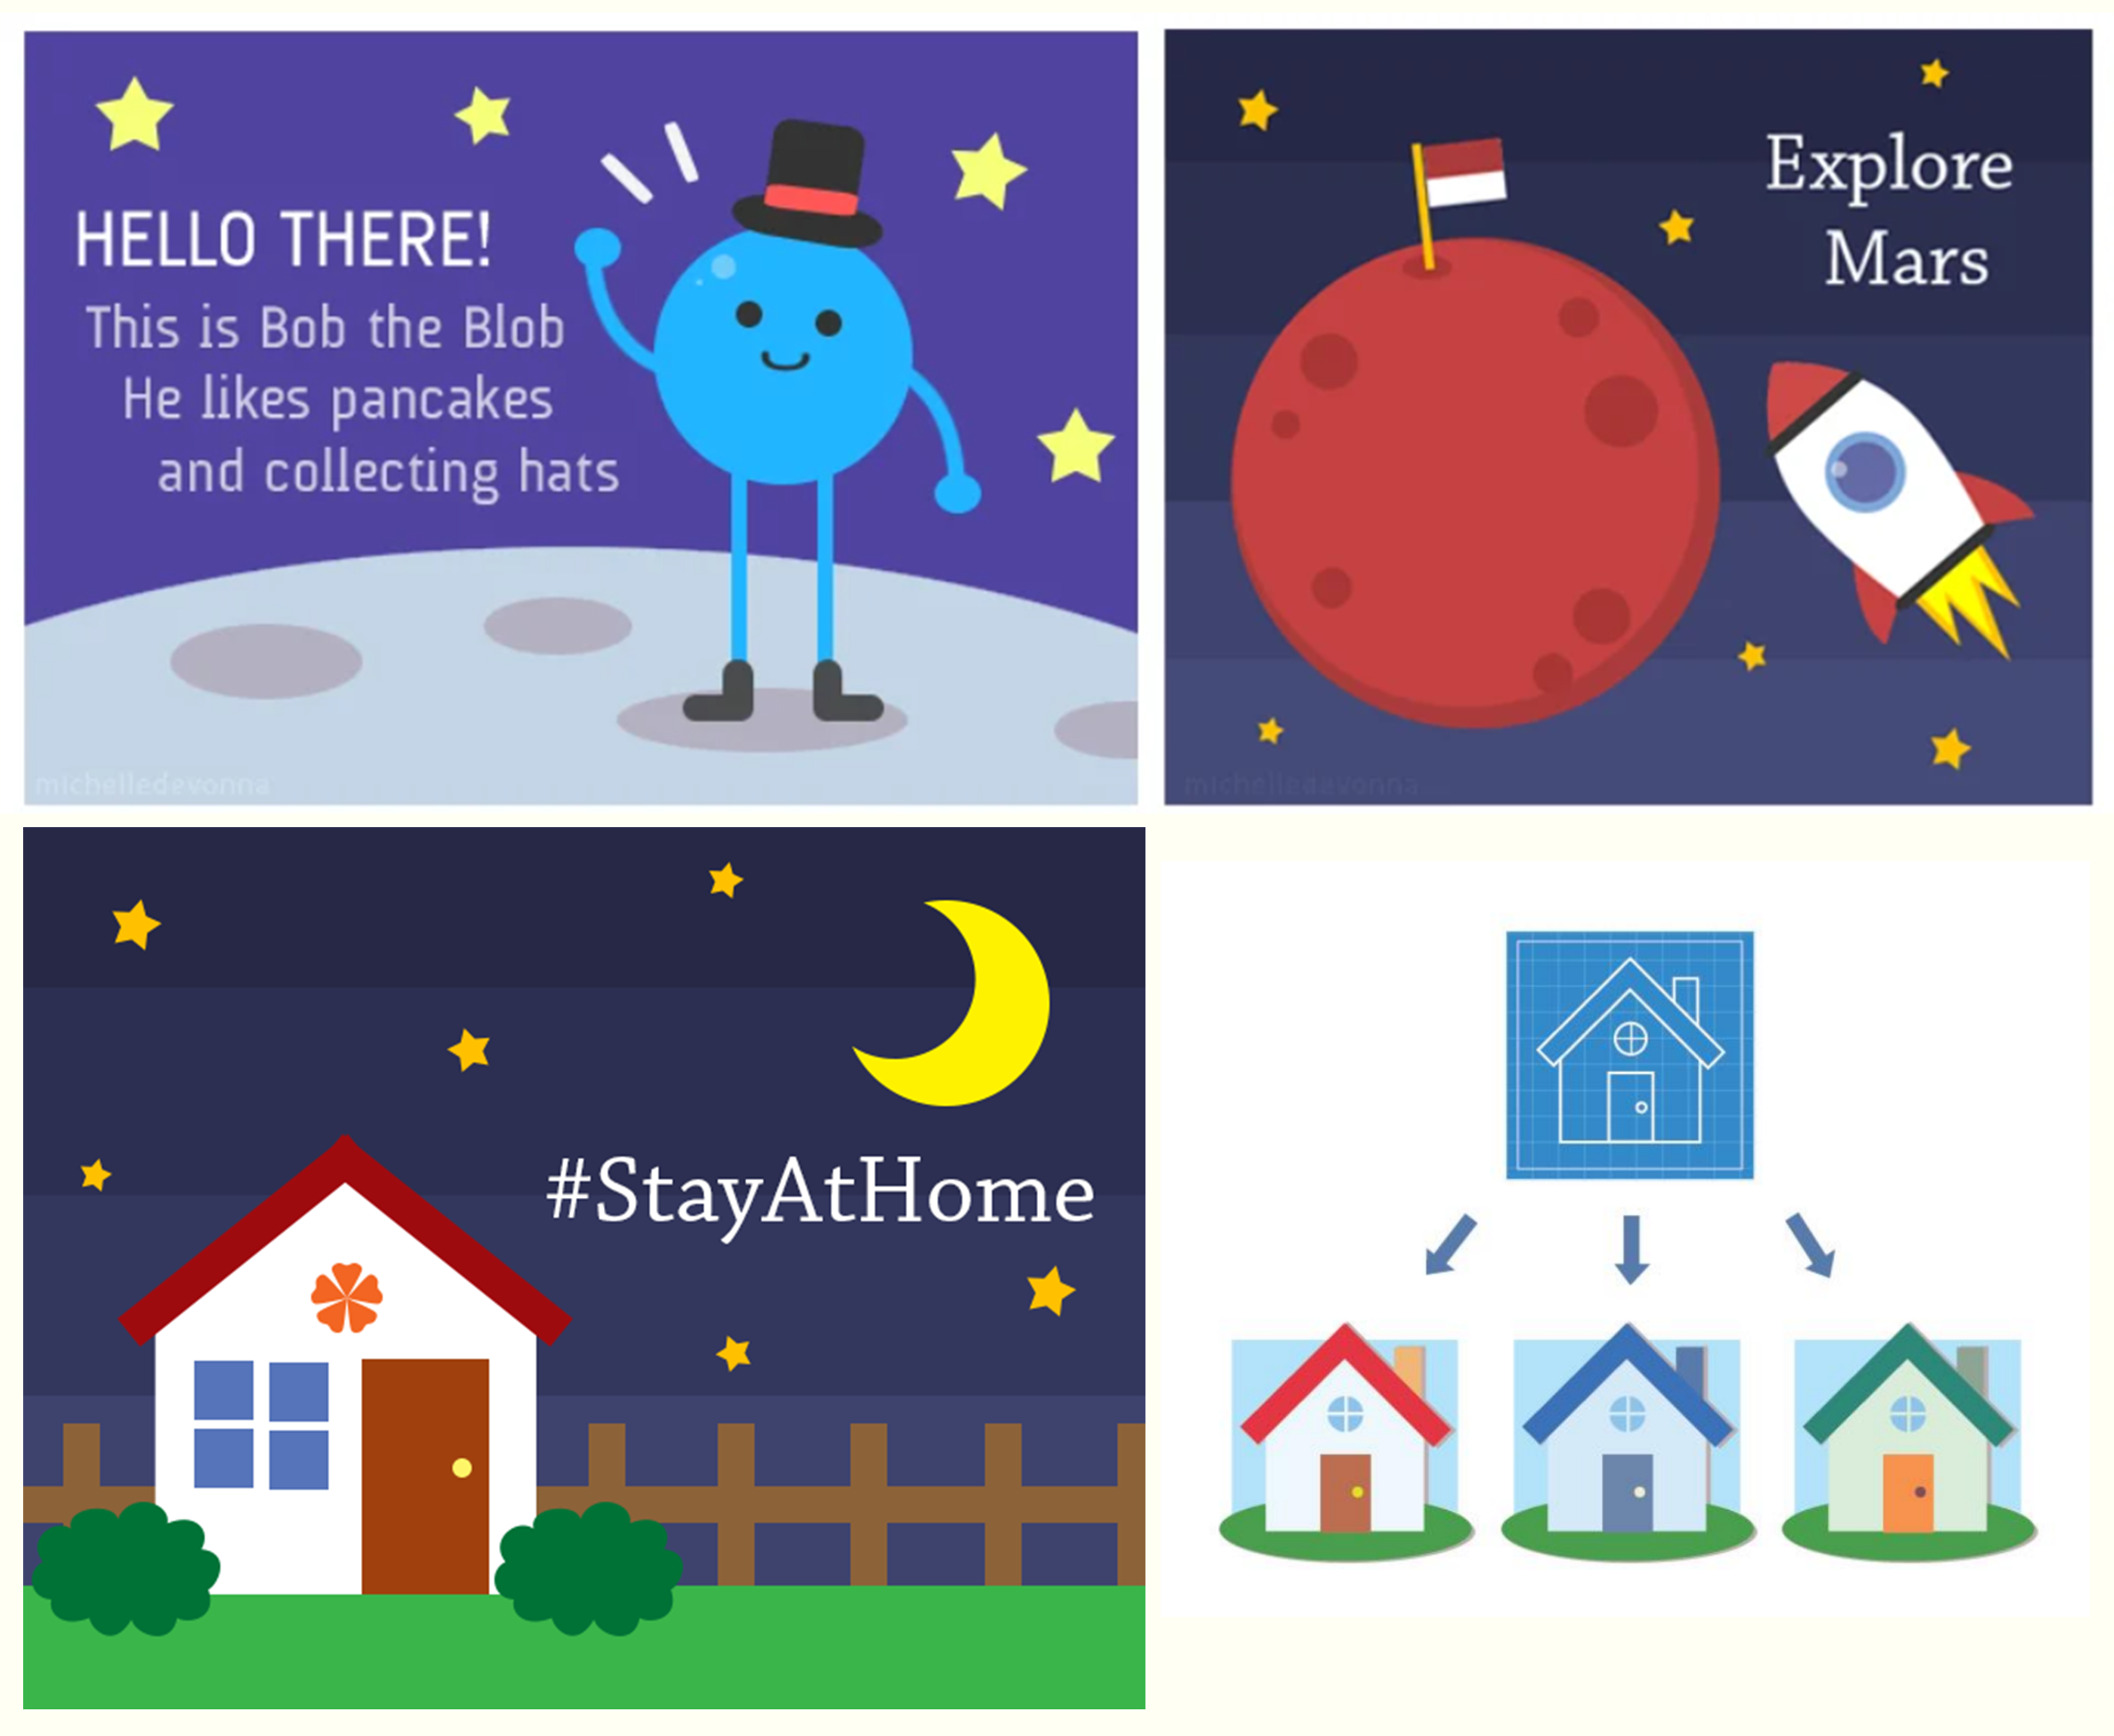 HELLO THERE!
This is Bob the Blob
He likes pancakes
and collecting hats
michelledevonna
Explore
Mars
michelledevonna
#StayAtHome